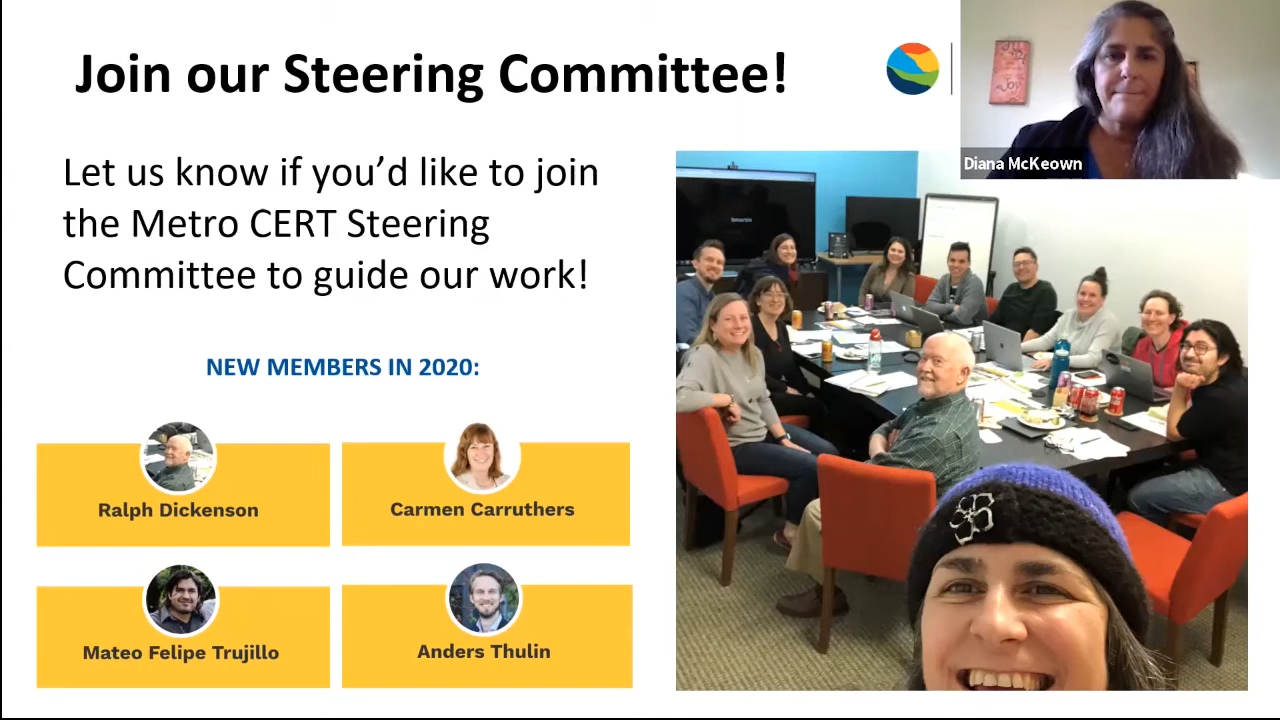 Join our Steering Committee!
Diana McKeown
Let us know if you’d like to join
the Metro CERT Steering
Committee to guide our work!
NEW MEMBERS IN 2020:
Ralph Dickenson
Carmen Carruthers
Mateo Felipe Trujillo
Anders Thulin